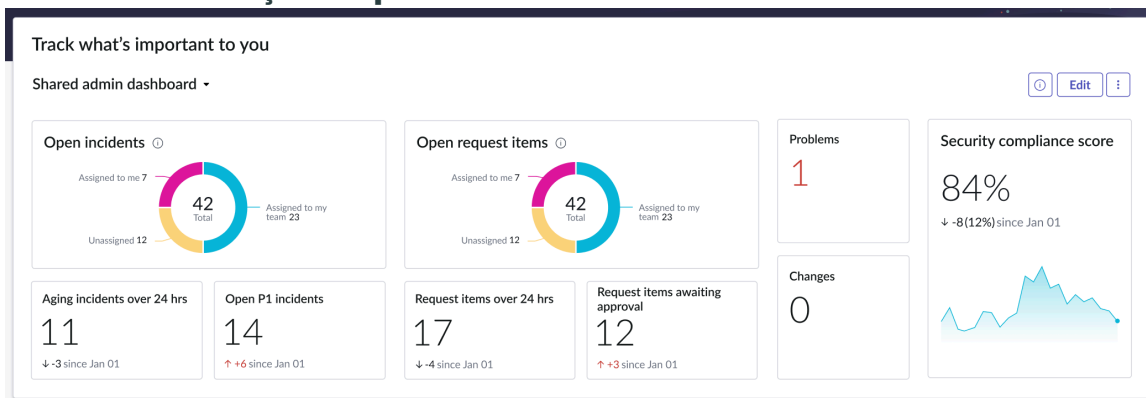 Track what's important to you
Shared admin dashboard
Edit
Open incidents
Assigned to me 7
42
Total
Assigned to my
team 23
Unassigned 12
Open request items
Assigned to me 7
42
Total
Assigned to my
team 23
Unassigned 12
Problems
1
Security compliance score
84%
↓ -8(12%) since Jan 01
Changes
0
Aging incidents over 24 hrs
11
↓ -3 since Jan 01
Open P1 incidents
14
↑ +6 since Jan 01
Request items over 24 hrs
17
↓ -4 since Jan 01
Request items awaiting
approval
12
↑ +3 since Jan 01